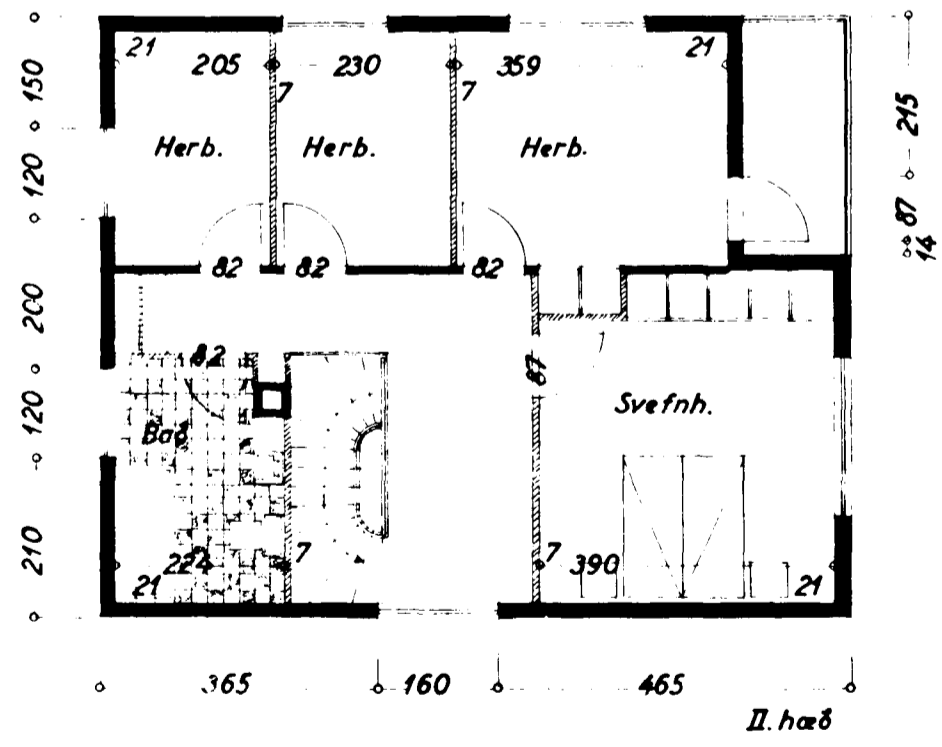 21 205 230 359 21
7 7
150 120 200 120 210
215 87 14
Herb. Herb. Herb.
82 82 82
82
87
Svefnh.
Bað
224 7 7 390
21 21
365 160 465
II. hæð